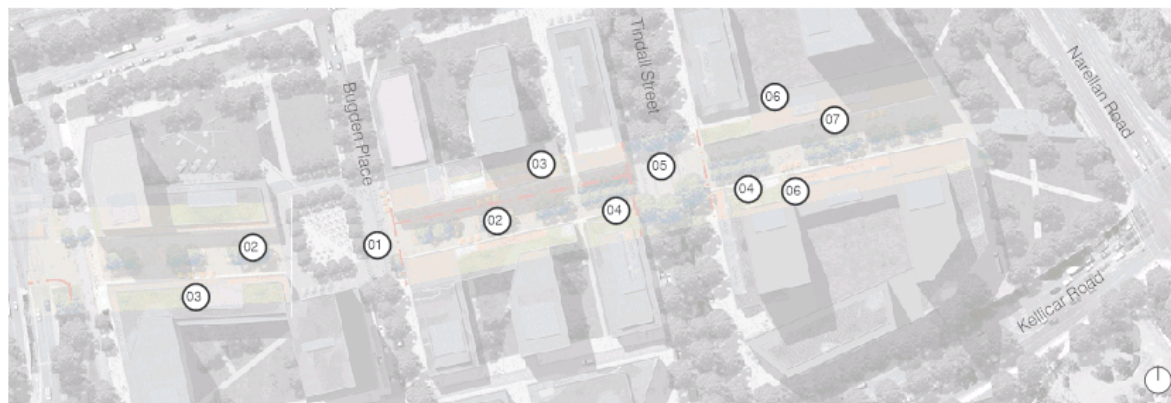 Bugden Place
Tindall Street
Narellan Road
Kellicar Road
06
07
03
05
04
06
02
04
02
01
03